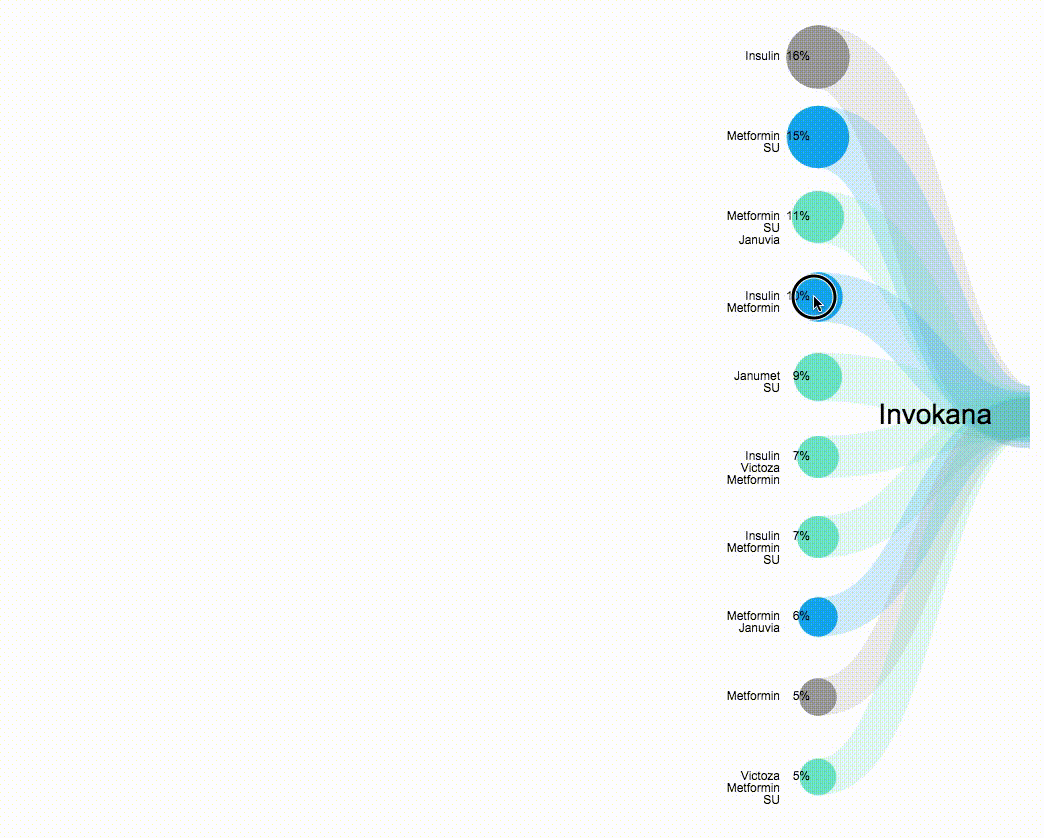 Insulin 16%
Metformin 15%
SU
Metformin 11%
SU
Januvia
Insulin 10%
Metformin
Janumet 9%
SU
Invokana
Insulin 7%
Victoza
Metformin
Insulin 7%
Metformin
SU
Metformin 6%
Januvia
Metformin 5%
Victoza 5%
Metformin
SU